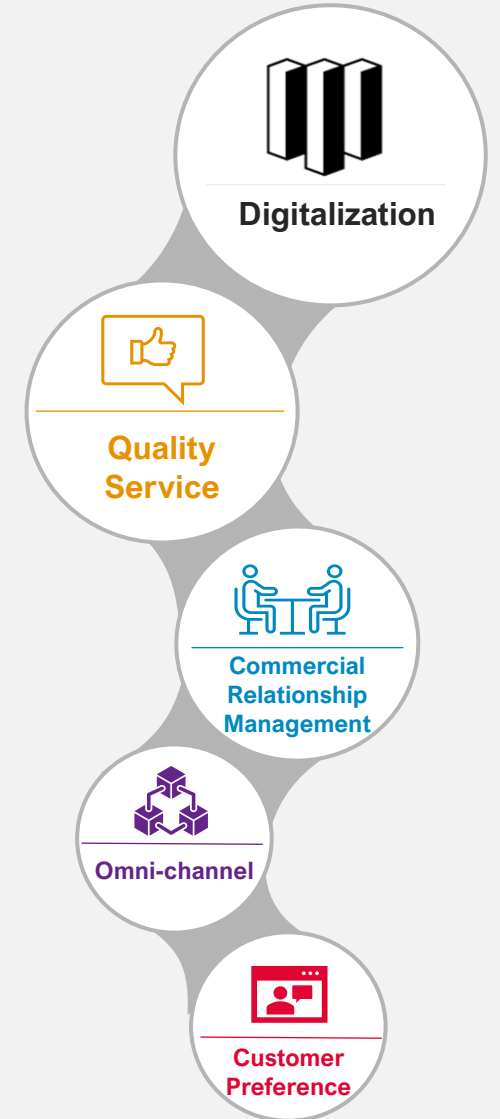 Digitalization
Quality
Service
Commercial
Relationship
Management
Omni-channel
Customer
Preference